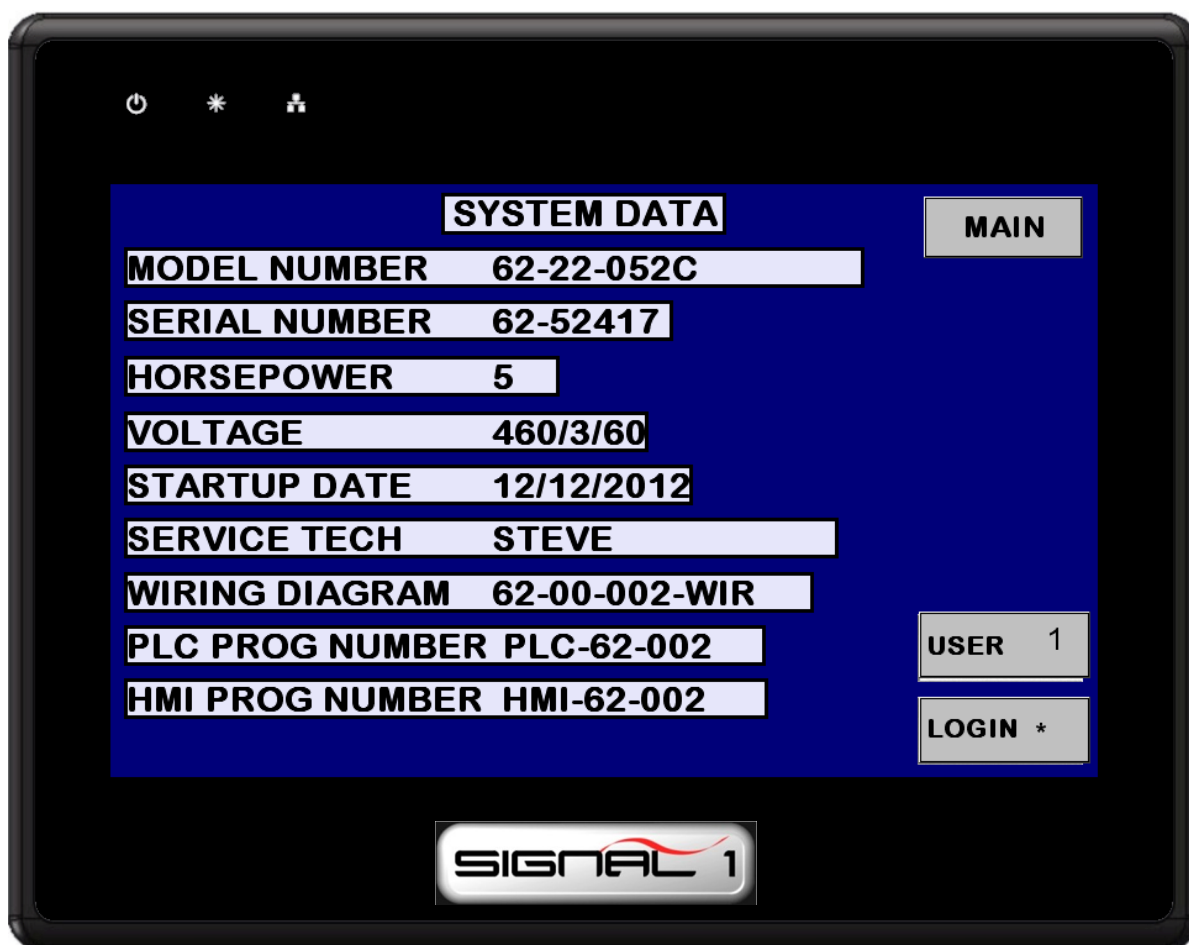 SYSTEM DATA
MAIN
MODEL NUMBER 62-22-052C
SERIAL NUMBER 62-52417
HORSEPOWER 5
VOLTAGE 460/3/60
STARTUP DATE 12/12/2012
SERVICE TECH STEVE
WIRING DIAGRAM 62-00-002-WIR
PLC PROG NUMBER PLC-62-002
USER 1
HMI PROG NUMBER HMI-62-002
LOGIN *
SIGNAL 1